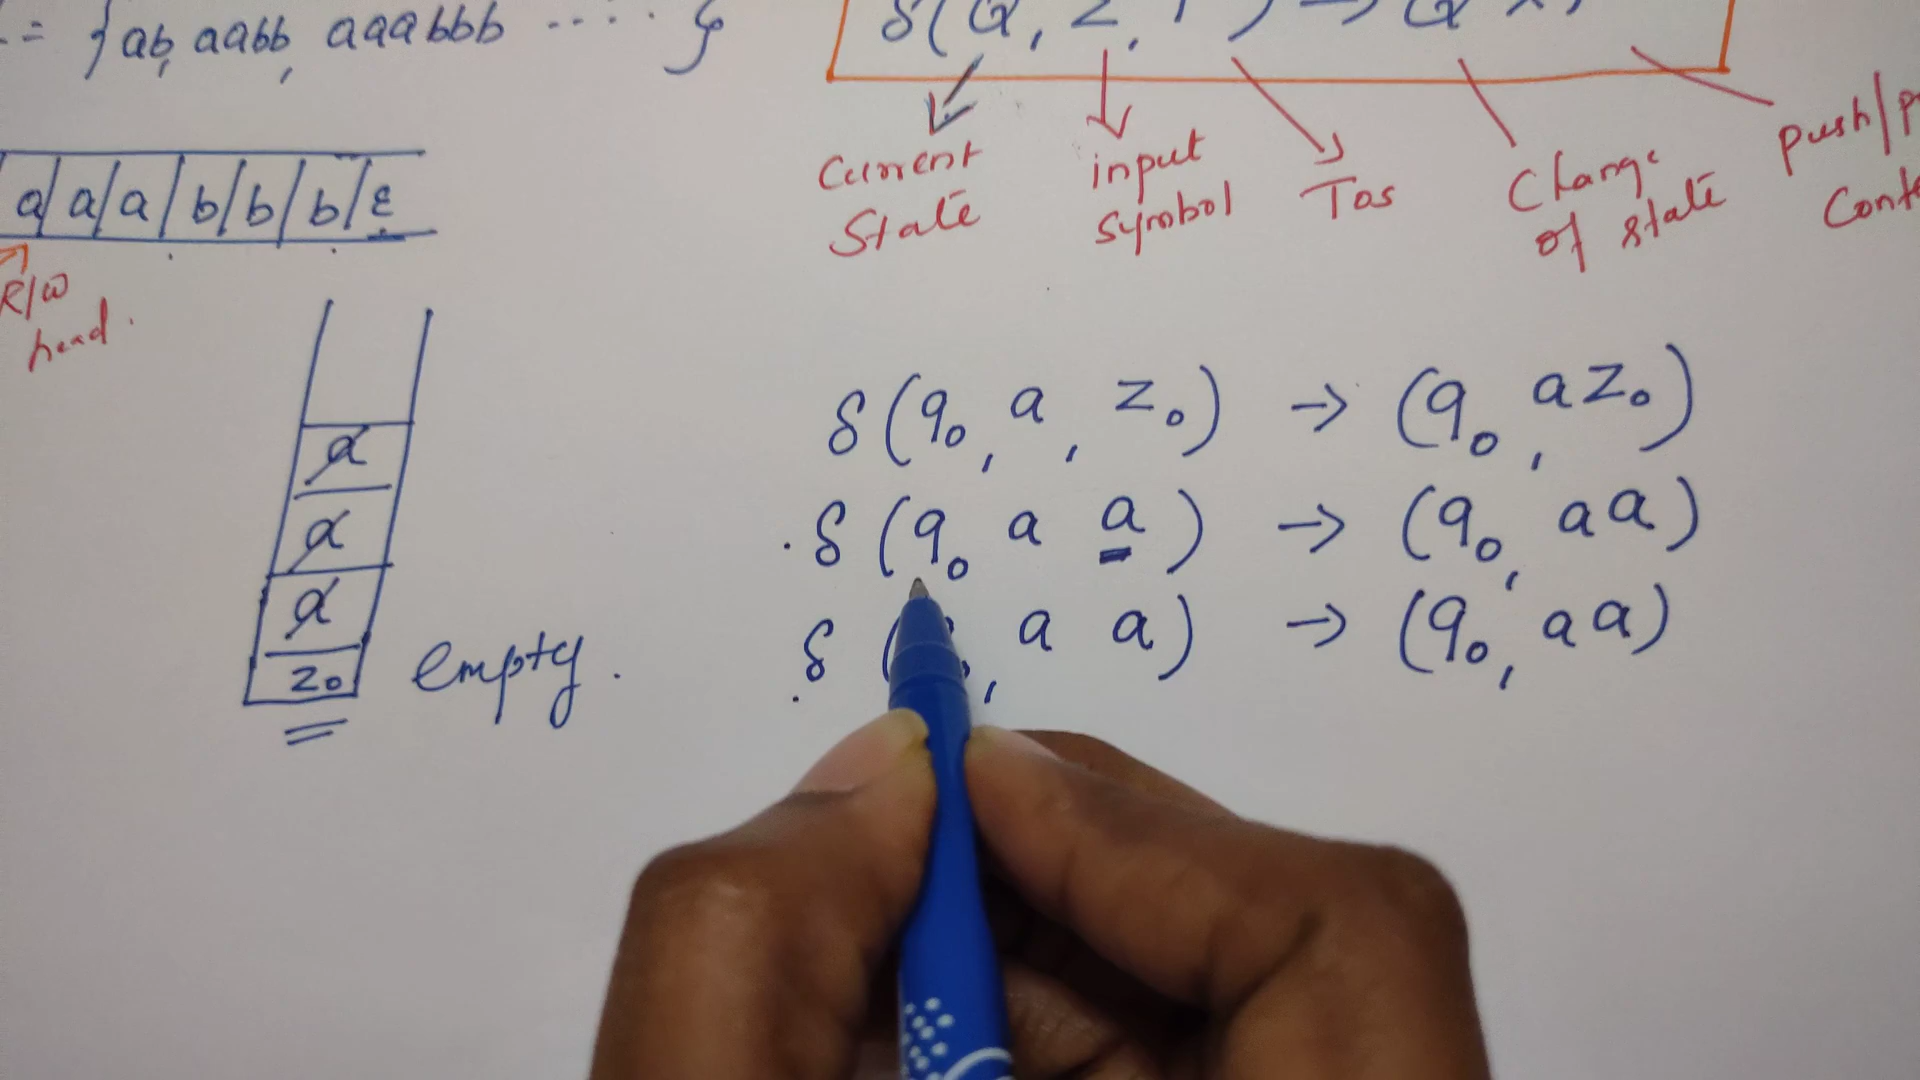 = {ab, aabb, aaabbb ..... }
δ(Q, Σ,
Current State
input symbol
Tos
Change of state
push/p
Cont
a a a b b b ε
R/W head.
a
a
a
z₀
empty.
δ(q₀, a, z₀) → (q₀, az₀)
δ(q₀ a a) → (q₀, aa)
δ( , a a) → (q₀, aa)